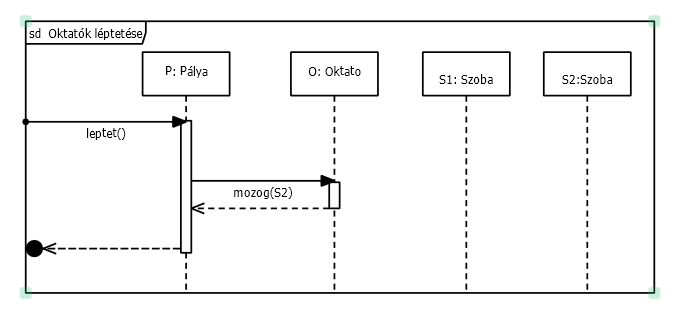 sd Oktatók léptetése
P: Pálya
O: Oktato
S1: Szoba
S2:Szoba
leptet()
mozog(S2)